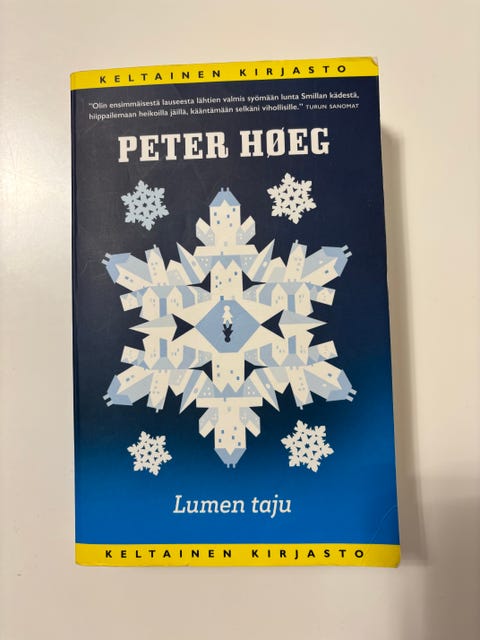 KELTAINEN KIRJASTO
"Olin ensimmäisestä lauseesta lähtien valmis syömään lunta Smillan kädestä,
hiippailemaan heikoilla jäillä, kääntämään selkäni vihollisille." TURUN SANOMAT
PETER HØEG
Lumen taju
KELTAINEN KIRJASTO